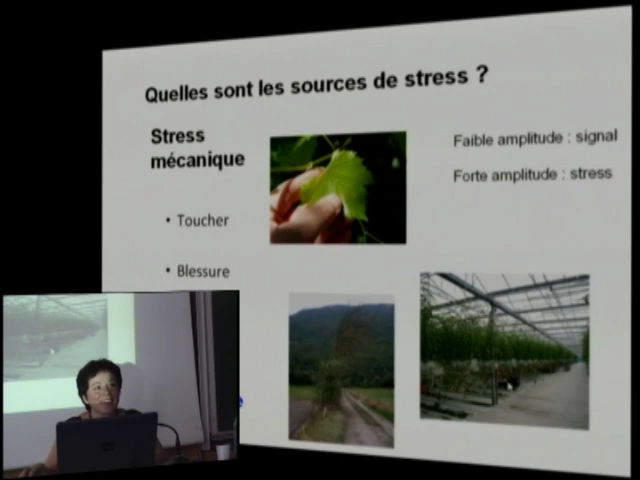 Quelles sont les sources de stress ?
Stress
mécanique
Faible amplitude : signal
Forte amplitude : stress
• Toucher
• Blessure